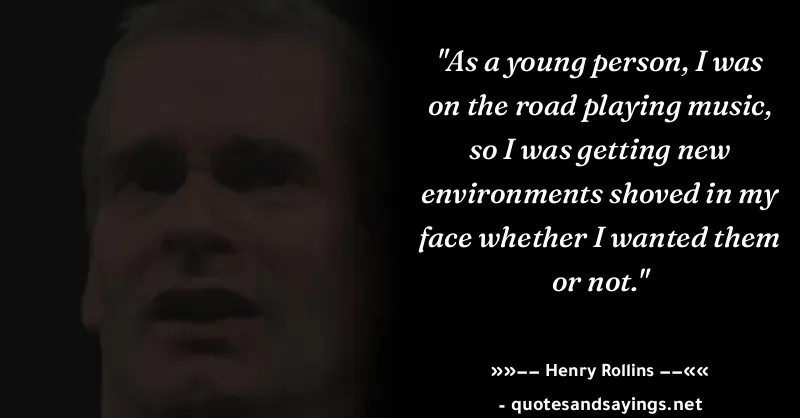 "As a young person, I was
on the road playing music,
so I was getting new
environments shoved in my
face whether I wanted them
or not."
»»−− Henry Rollins −−««
- quotesandsayings.net